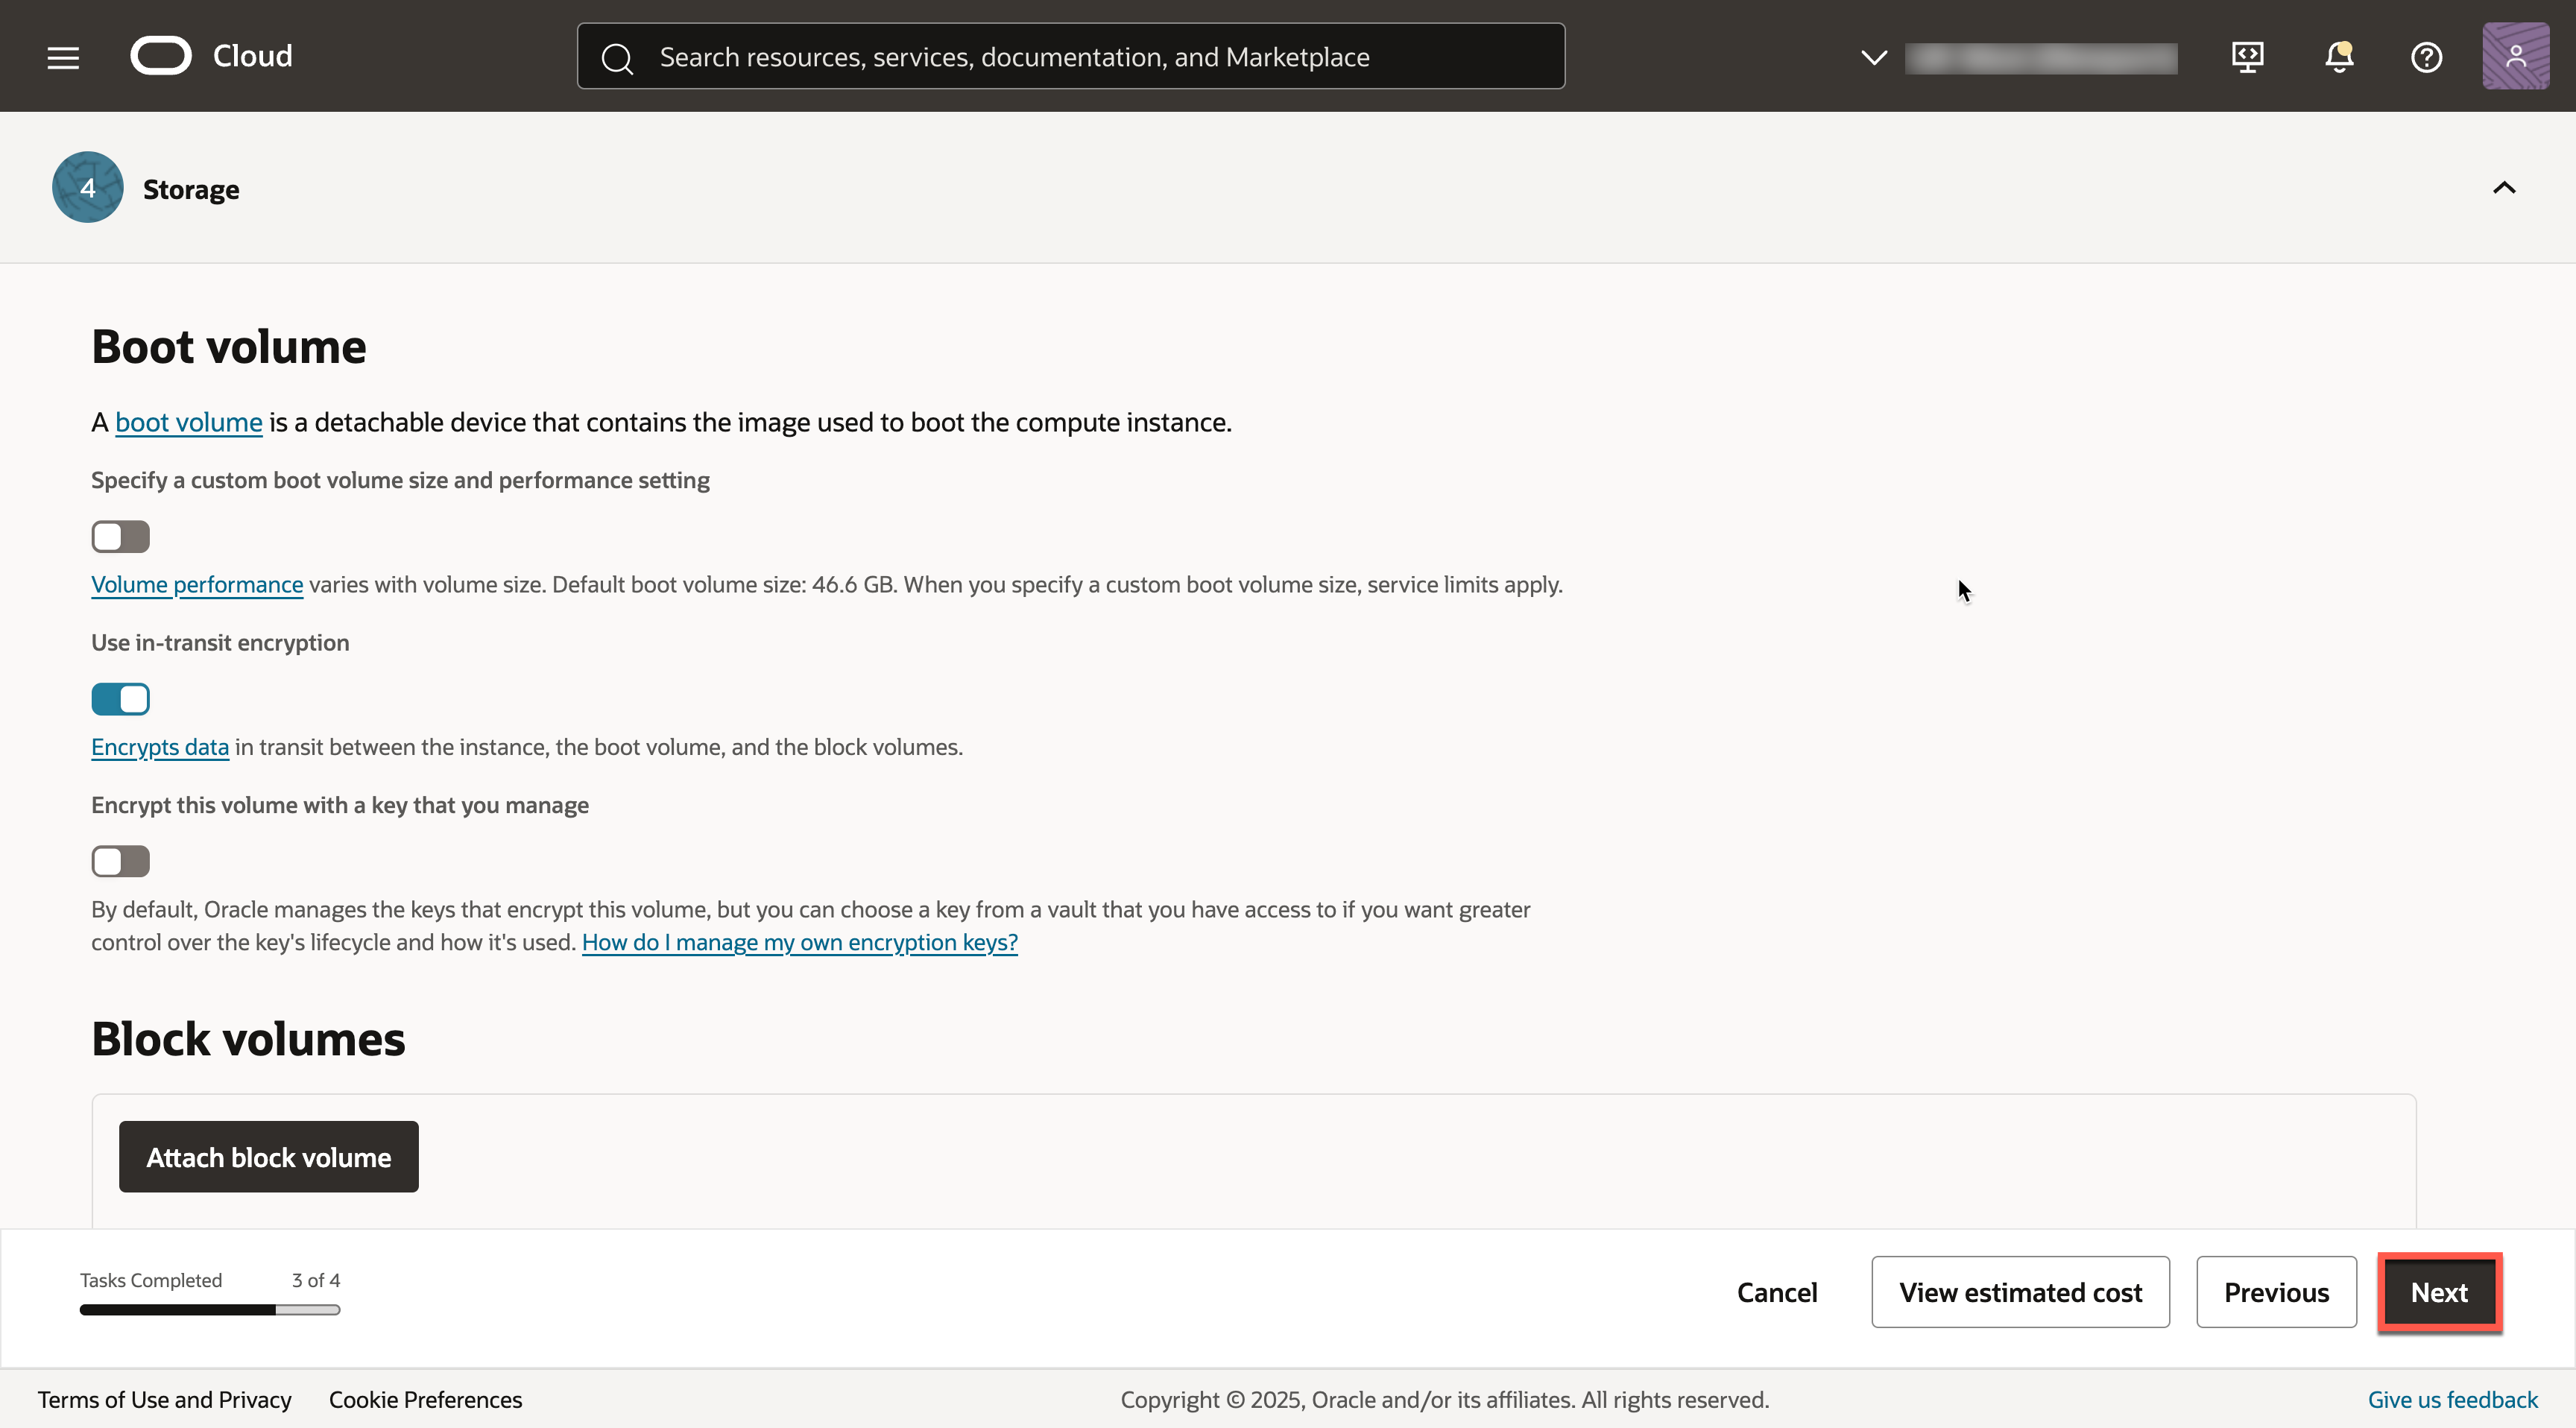 Cloud
Search resources, services, documentation, and Marketplace
4
Storage
Boot volume
A boot volume is a detachable device that contains the image used to boot the compute instance.
Specify a custom boot volume size and performance setting
Volume performance varies with volume size. Default boot volume size: 46.6 GB. When you specify a custom boot volume size, service limits apply.
Use in-transit encryption
Encrypts data in transit between the instance, the boot volume, and the block volumes.
Encrypt this volume with a key that you manage
By default, Oracle manages the keys that encrypt this volume, but you can choose a key from a vault that you have access to if you want greater
control over the key's lifecycle and how it's used. How do I manage my own encryption keys?
Block volumes
Attach block volume
Tasks Completed 3 of 4
Cancel
View estimated cost
Previous
Next
Terms of Use and Privacy
Cookie Preferences
Copyright © 2025, Oracle and/or its affiliates. All rights reserved.
Give us feedback